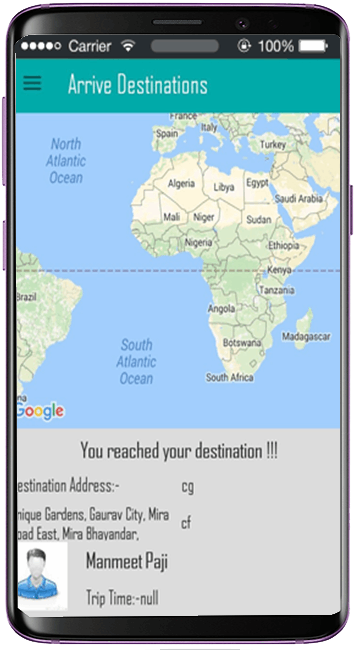 Carrier 100%
Arrive Destinations
France
Spain Italy Turkey
North
Atlantic
Ocean
Algeria Libya Egypt
Saudi Arabia
Mali Niger Sudan
Nigeria Ethiopia
Kenya
Brazil Tanzania
Angola
South
Atlantic
Ocean
Botswana Madagascar
South Africa
na
Google
You reached your destination !!!
estination Address:- cg
nique Gardens, Gaurav City, Mira
oad East, Mira Bhayandar, cf
Manmeet Paji
Trip Time:-null